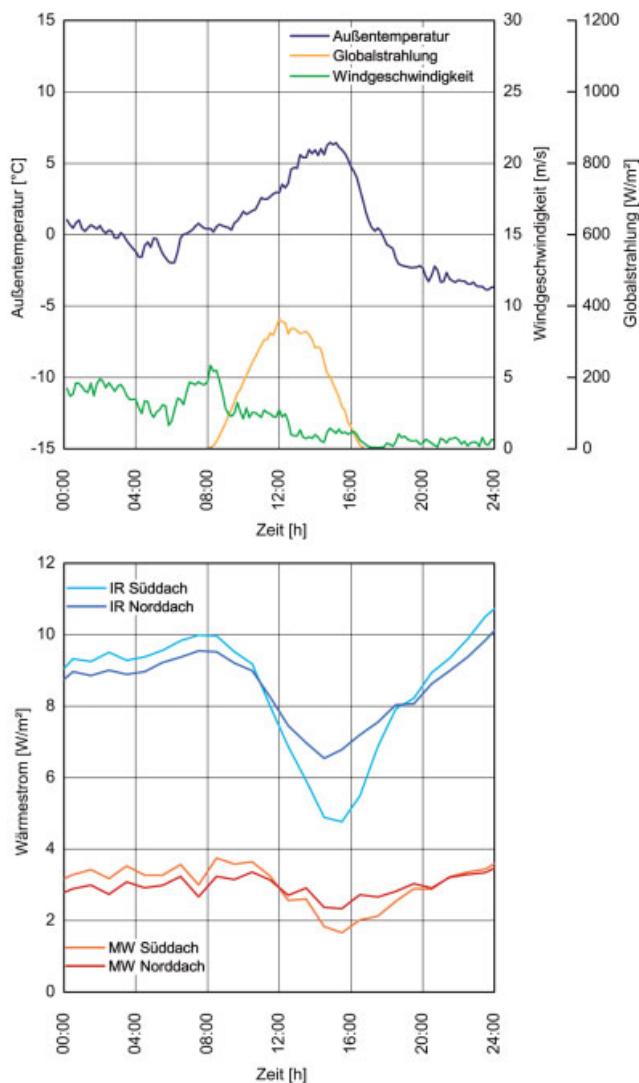 Außentemperatur
Globalstrahlung
Windgeschwindigkeit
Außentemperatur [°C]
15
10
5
0
-5
-10
-15
30
25
20
15
10
5
0
Windgeschwindigkeit [m/s]
1200
1000
800
600
400
200
0
Globalstrahlung [W/m²]
00:00 04:00 08:00 12:00 16:00 20:00 24:00
Zeit [h]
IR Süddach
IR Norddach
Wärmestrom [W/m²]
12
10
8
6
4
2
0
MW Süddach
MW Norddach
00:00 04:00 08:00 12:00 16:00 20:00 24:00
Zeit [h]